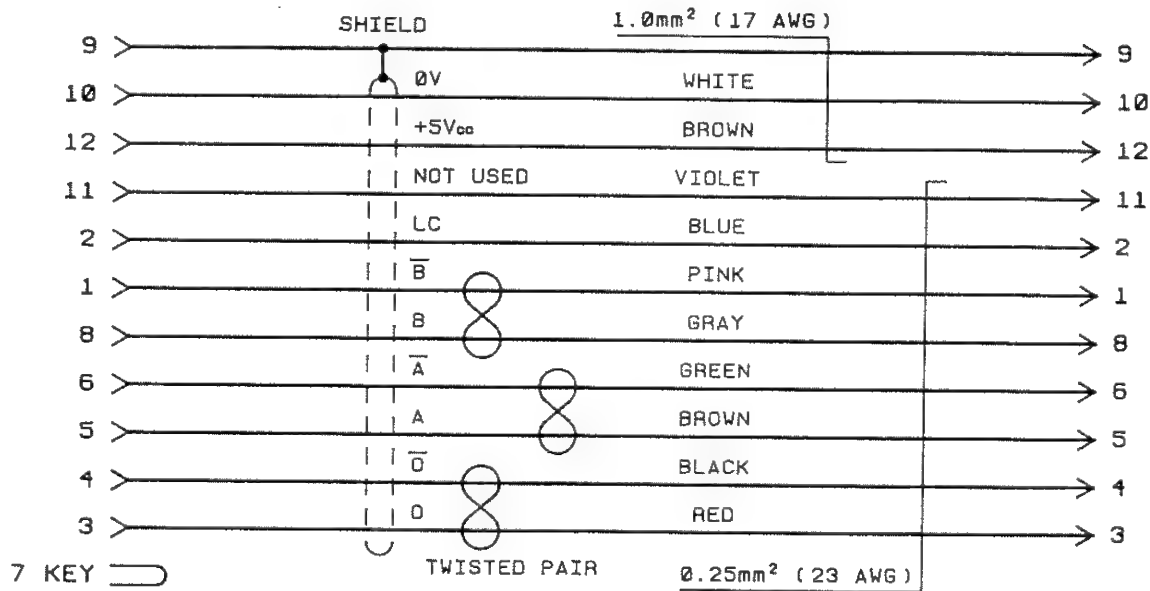 SHIELD
1.0mm² (17 AWG)
9 9
10 0V WHITE 10
12 +5Vcc BROWN 12
11 NOT USED VIOLET 11
2 LC BLUE 2
1 B̅ PINK 1
8 B GRAY 8
6 A̅ GREEN 6
5 A BROWN 5
4 O̅ BLACK 4
3 O RED 3
7 KEY
TWISTED PAIR
0.25mm² (23 AWG)